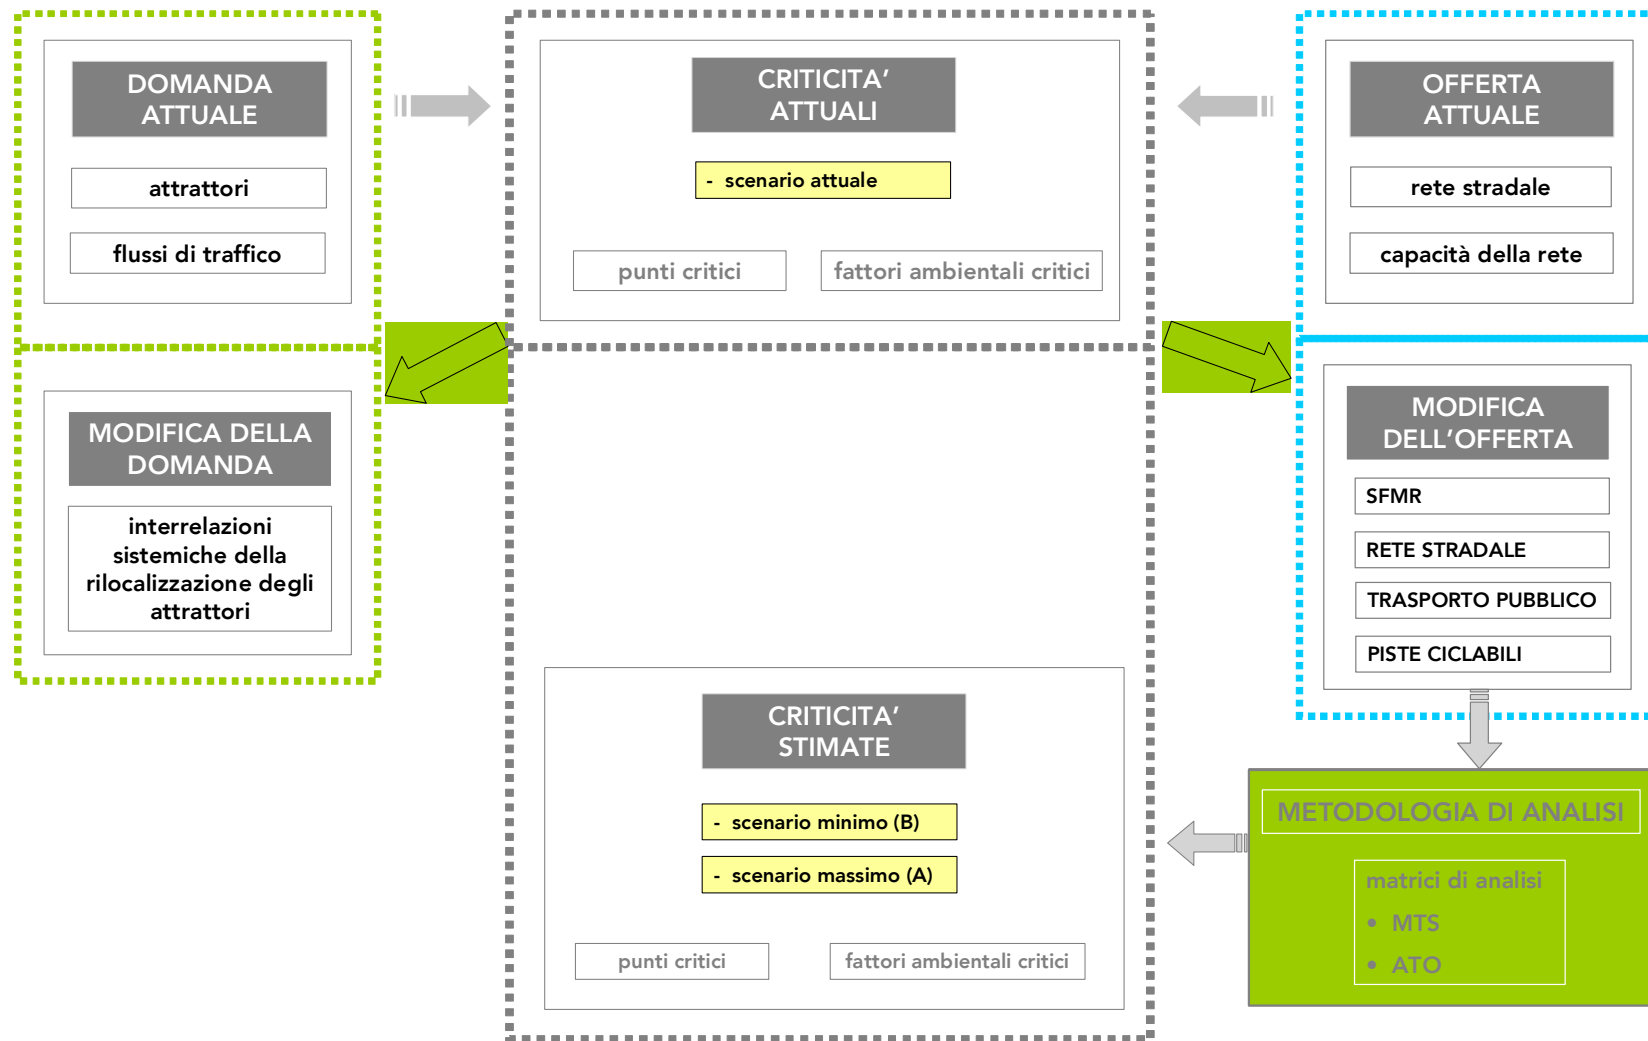 DOMANDA
ATTUALE
attrattori
flussi di traffico
CRITICITA’
ATTUALI
- scenario attuale
punti critici
fattori ambientali critici
OFFERTA
ATTUALE
rete stradale
capacità della rete
MODIFICA DELLA
DOMANDA
interrelazioni
sistemiche della
rilocalizzazione degli
attrattori
MODIFICA
DELL’OFFERTA
SFMR
RETE STRADALE
TRASPORTO PUBBLICO
PISTE CICLABILI
CRITICITA’
STIMATE
- scenario minimo (B)
- scenario massimo (A)
punti critici
fattori ambientali critici
METODOLOGIA DI ANALISI
matrici di analisi
• MTS
• ATO